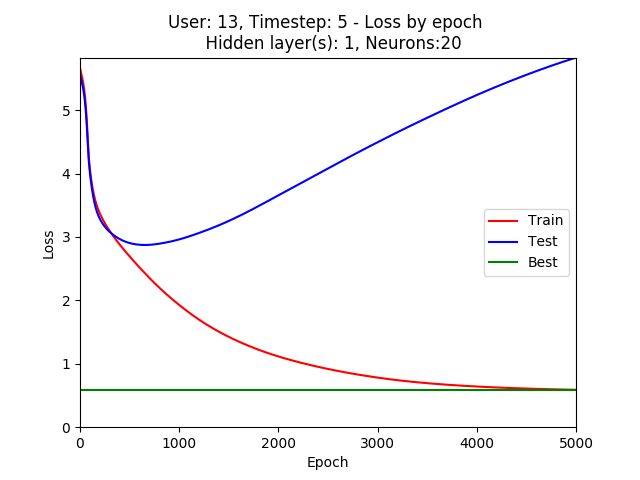 User: 13, Timestep: 5 - Loss by epoch
Hidden layer(s): 1, Neurons:20
5
4
3
2
1
0
Loss
Train
Test
Best
0 1000 2000 3000 4000 5000
Epoch